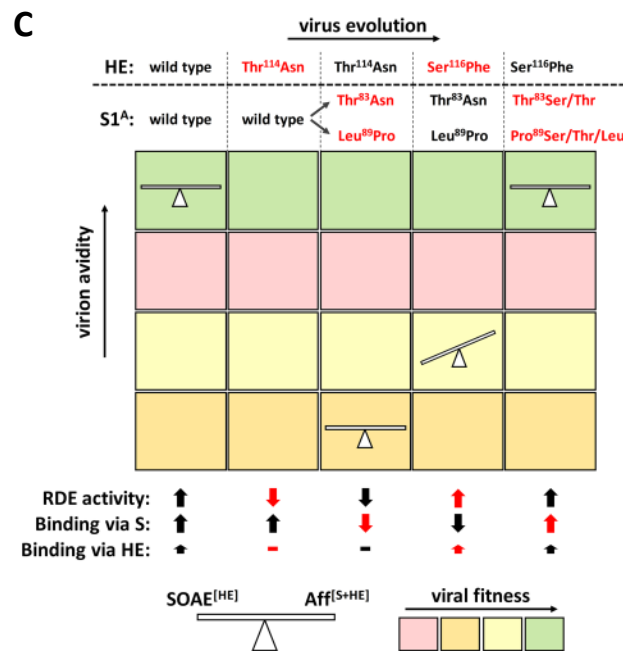 C
virus evolution
HE: wild type Thr¹¹⁴Asn Thr¹¹⁴Asn Ser¹¹⁶Phe Ser¹¹⁶Phe
Thr⁸³Asn Thr⁸³Asn Thr⁸³Ser/Thr
S1ᴬ: wild type wild type
Leu⁸⁹Pro Leu⁸⁹Pro Pro⁸⁹Ser/Thr/Leu
virion avidity
RDE activity:
Binding via S:
Binding via HE:
SOAE[HE] Aff[S+HE]
viral fitness